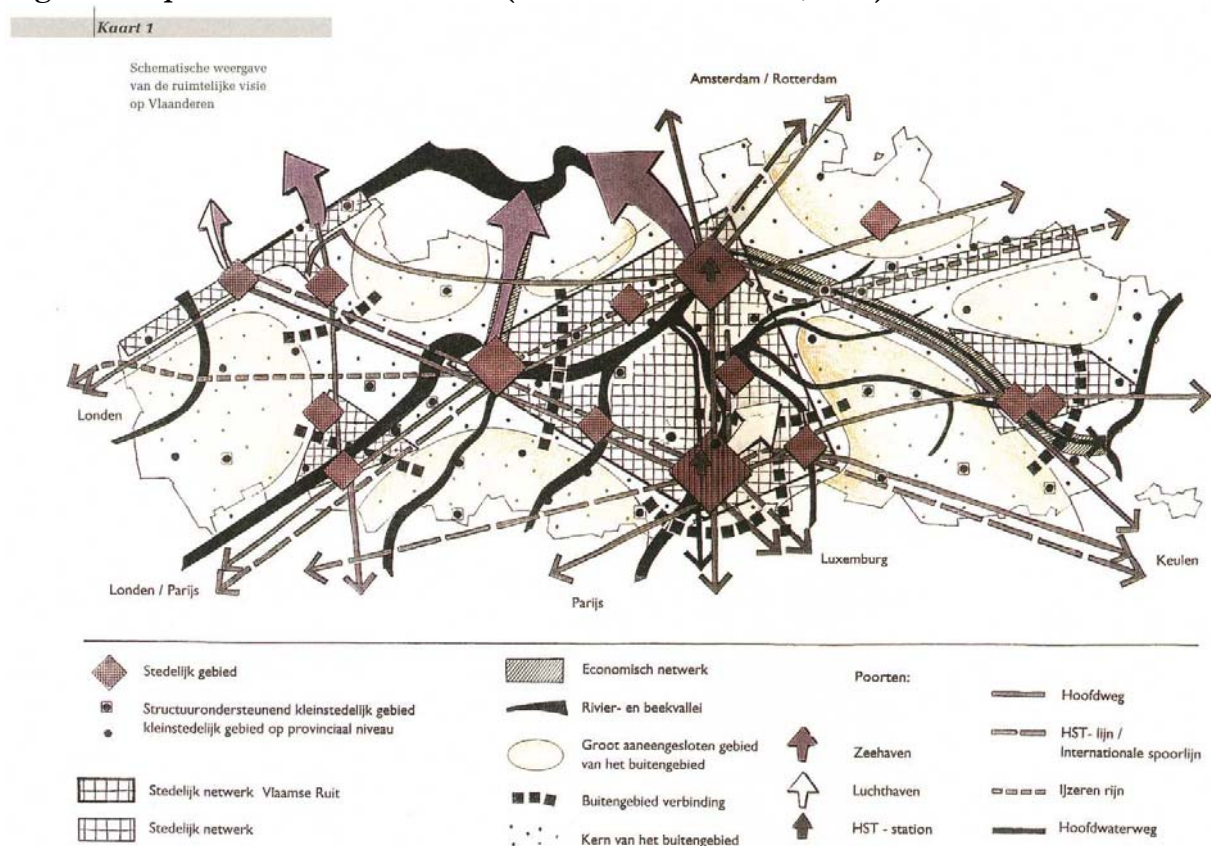 Kaart 1
Schematische weergave
van de ruimtelijke visie
op Vlaanderen
Amsterdam / Rotterdam
Londen
Londen / Parijs
Parijs
Luxemburg
Keulen
Stedelijk gebied
Structuurondersteunend kleinstedelijk gebied
kleinstedelijk gebied op provinciaal niveau
Stedelijk netwerk Vlaamse Ruit
Stedelijk netwerk
Economisch netwerk
Rivier- en beekvallei
Groot aaneengesloten gebied
van het buitengebied
Buitengebied verbinding
Kern van het buitengebied
Poorten:
Zeehaven
Luchthaven
HST - station
Hoofdweg
HST- lijn /
Internationale spoorlijn
IJzeren rijn
Hoofdwaterweg